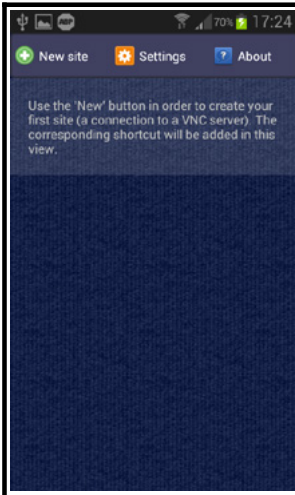 ABP 70% 17:24
New site Settings ? About
Use the 'New' button in order to create your
first site (a connection to a VNC server). The
corresponding shortcut will be added in this
view.